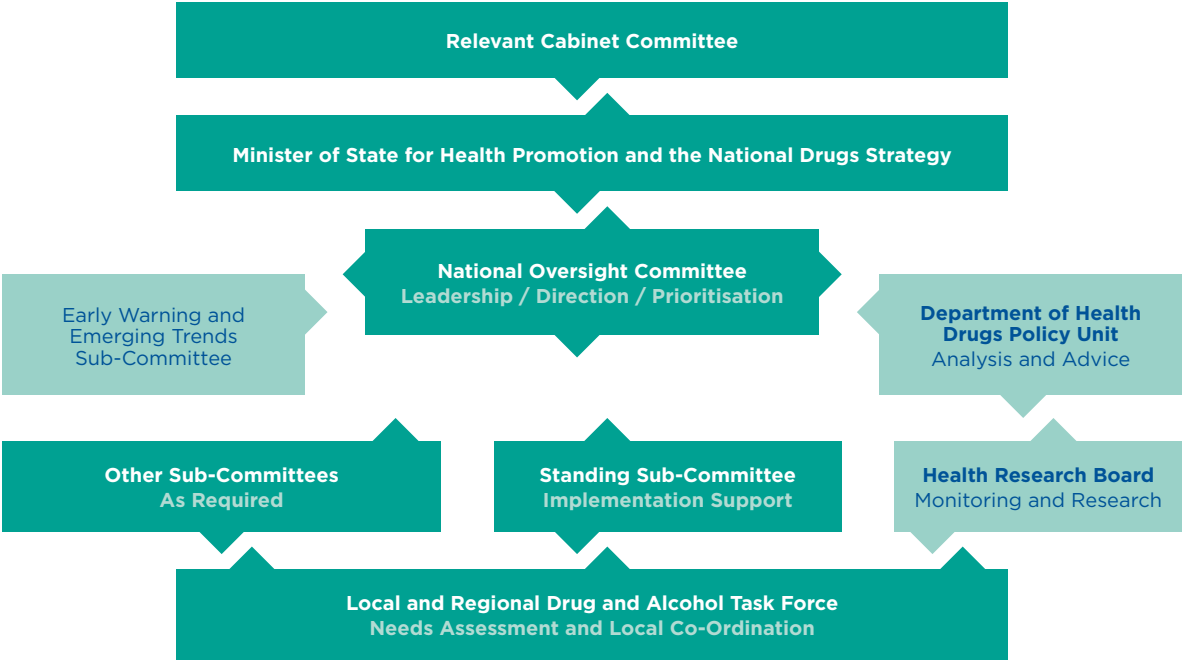 Relevant Cabinet Committee
Minister of State for Health Promotion and the National Drugs Strategy
National Oversight Committee
Leadership / Direction / Prioritisation
Early Warning and
Emerging Trends
Sub-Committee
Department of Health
Drugs Policy Unit
Analysis and Advice
Other Sub-Committees
As Required
Standing Sub-Committee
Implementation Support
Health Research Board
Monitoring and Research
Local and Regional Drug and Alcohol Task Force
Needs Assessment and Local Co-Ordination